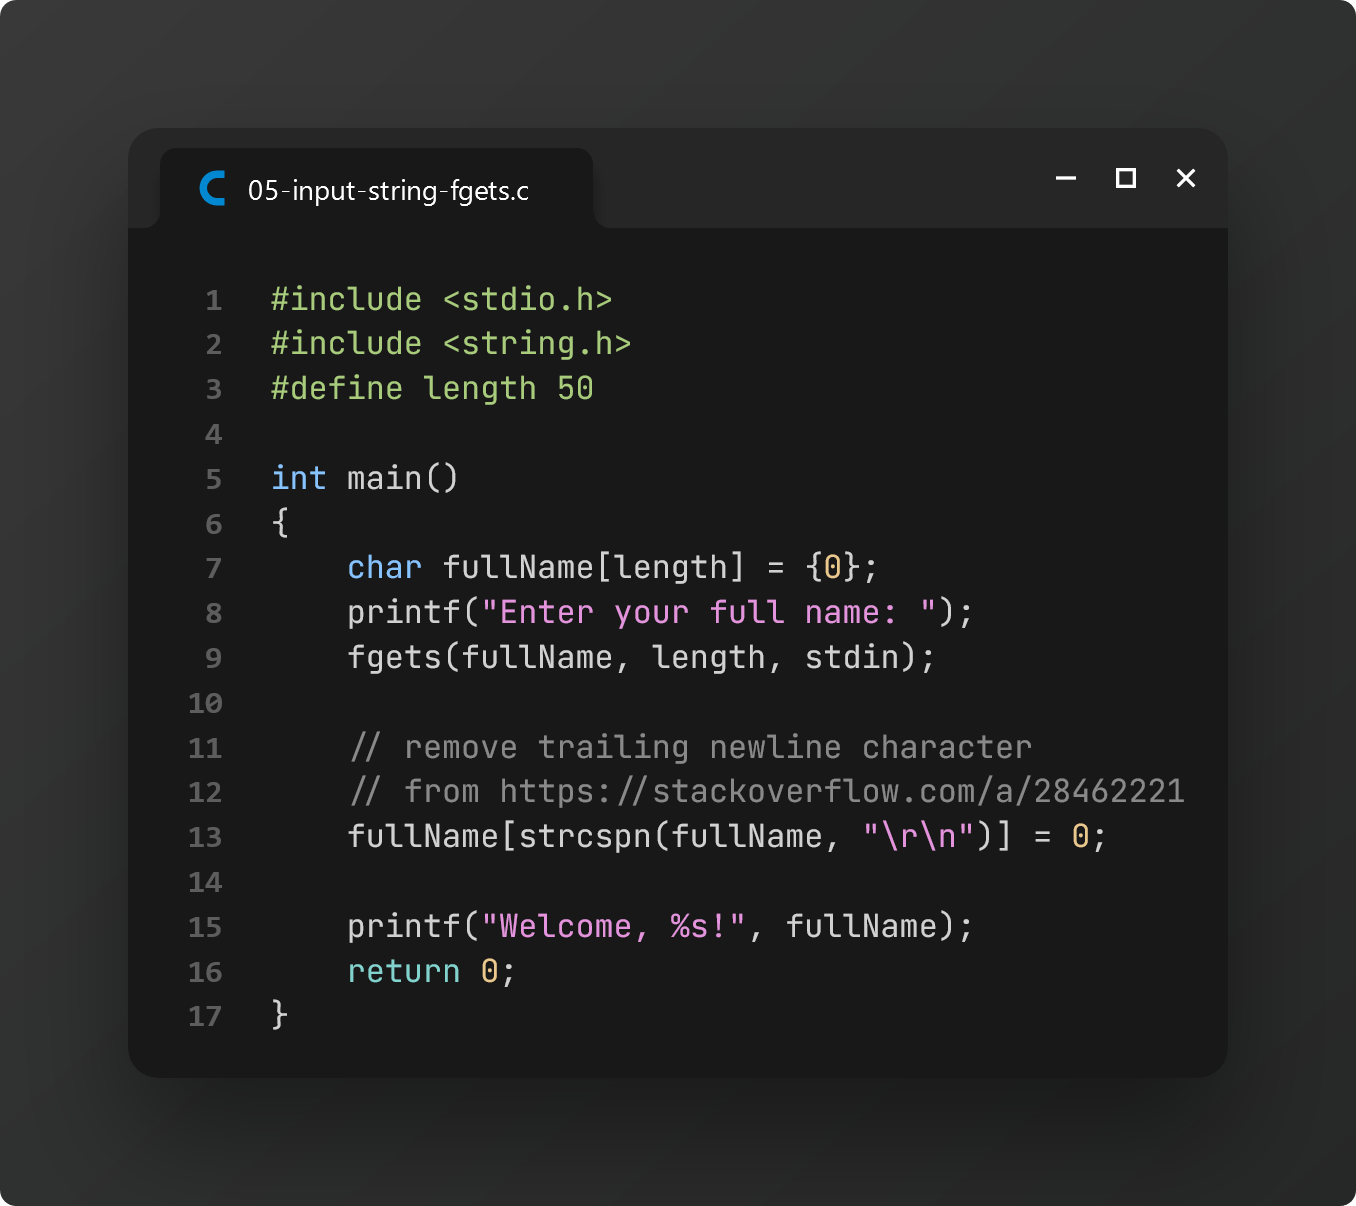 05-input-string-fgets.c
1 #include <stdio.h>
2 #include <string.h>
3 #define length 50
4
5 int main()
6 {
7     char fullName[length] = {0};
8     printf("Enter your full name: ");
9     fgets(fullName, length, stdin);
10
11     // remove trailing newline character
12     // from https://stackoverflow.com/a/28462221
13     fullName[strcspn(fullName, "\r\n")] = 0;
14
15     printf("Welcome, %s!", fullName);
16     return 0;
17 }